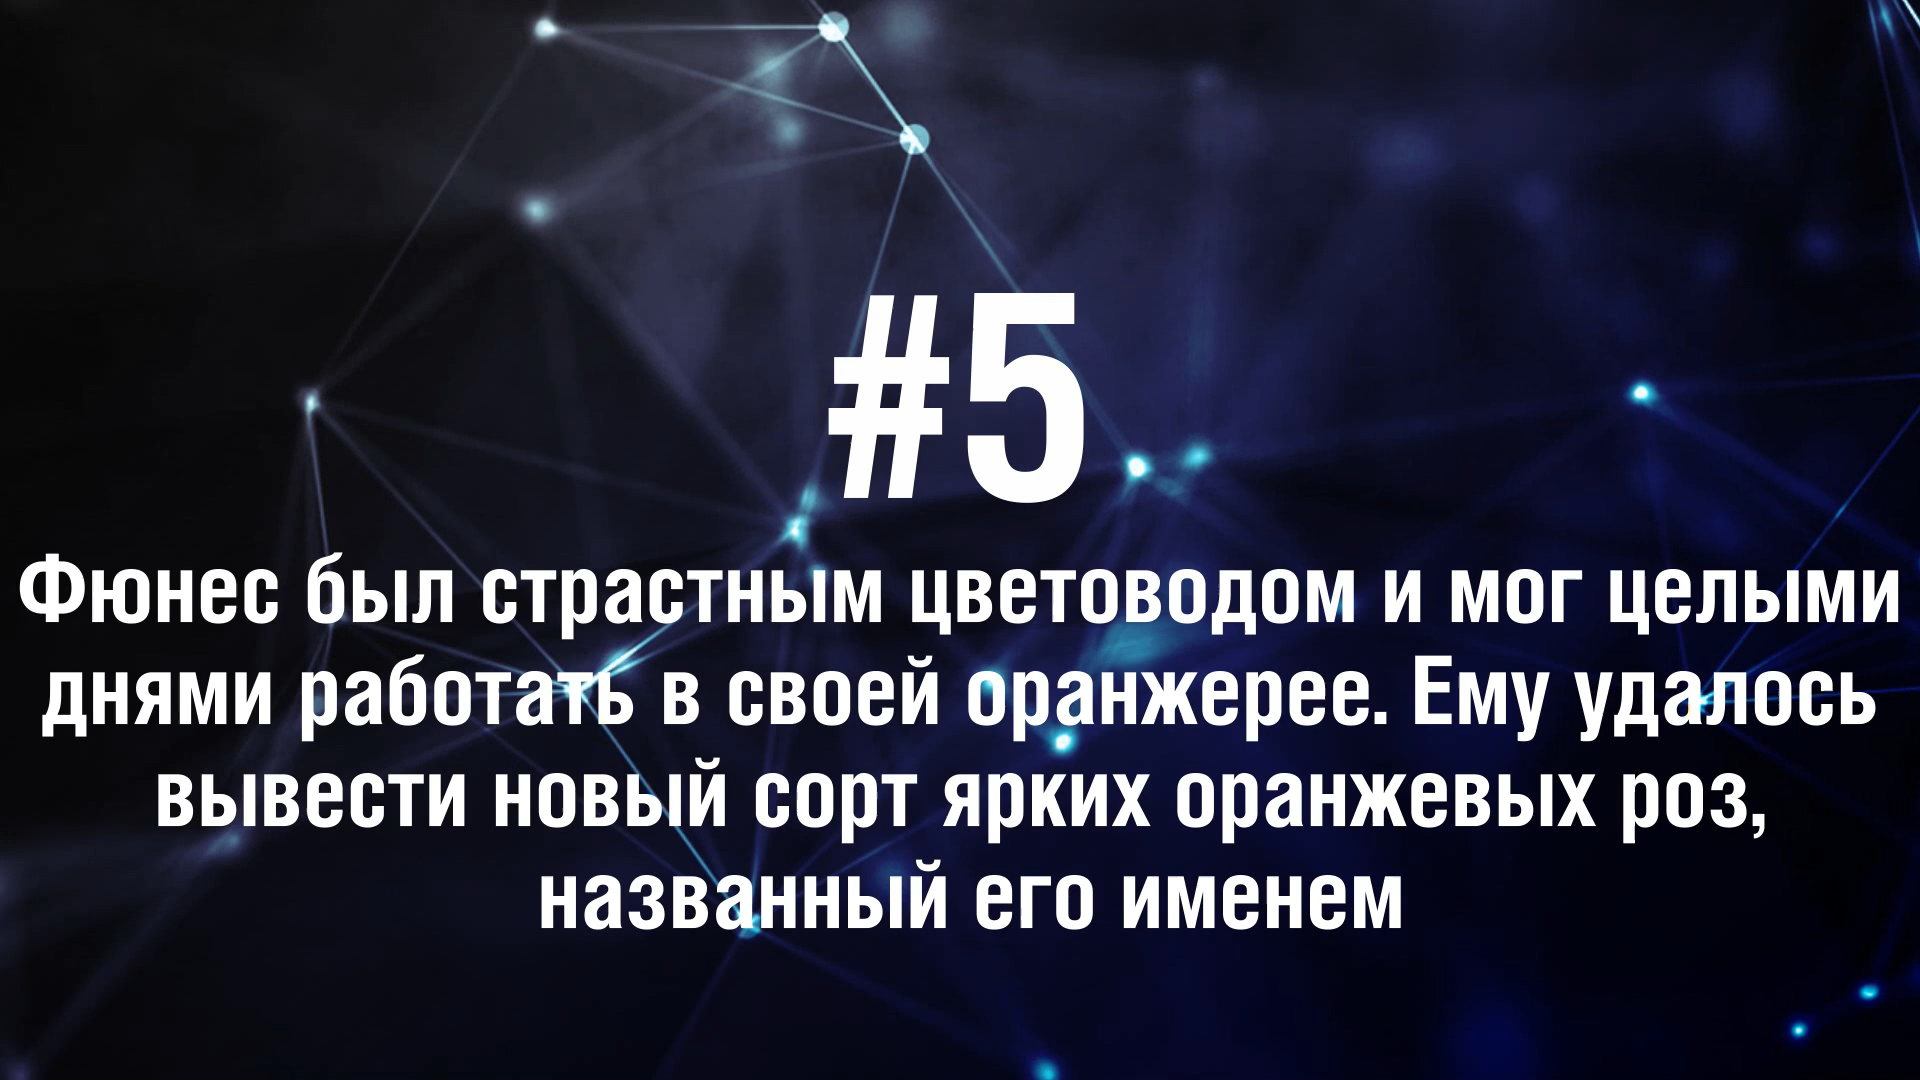 #5
Фюнес был страстным цветоводом и мог целыми
днями работать в своей оранжерее. Ему удалось
вывести новый сорт ярких оранжевых роз,
названный его именем